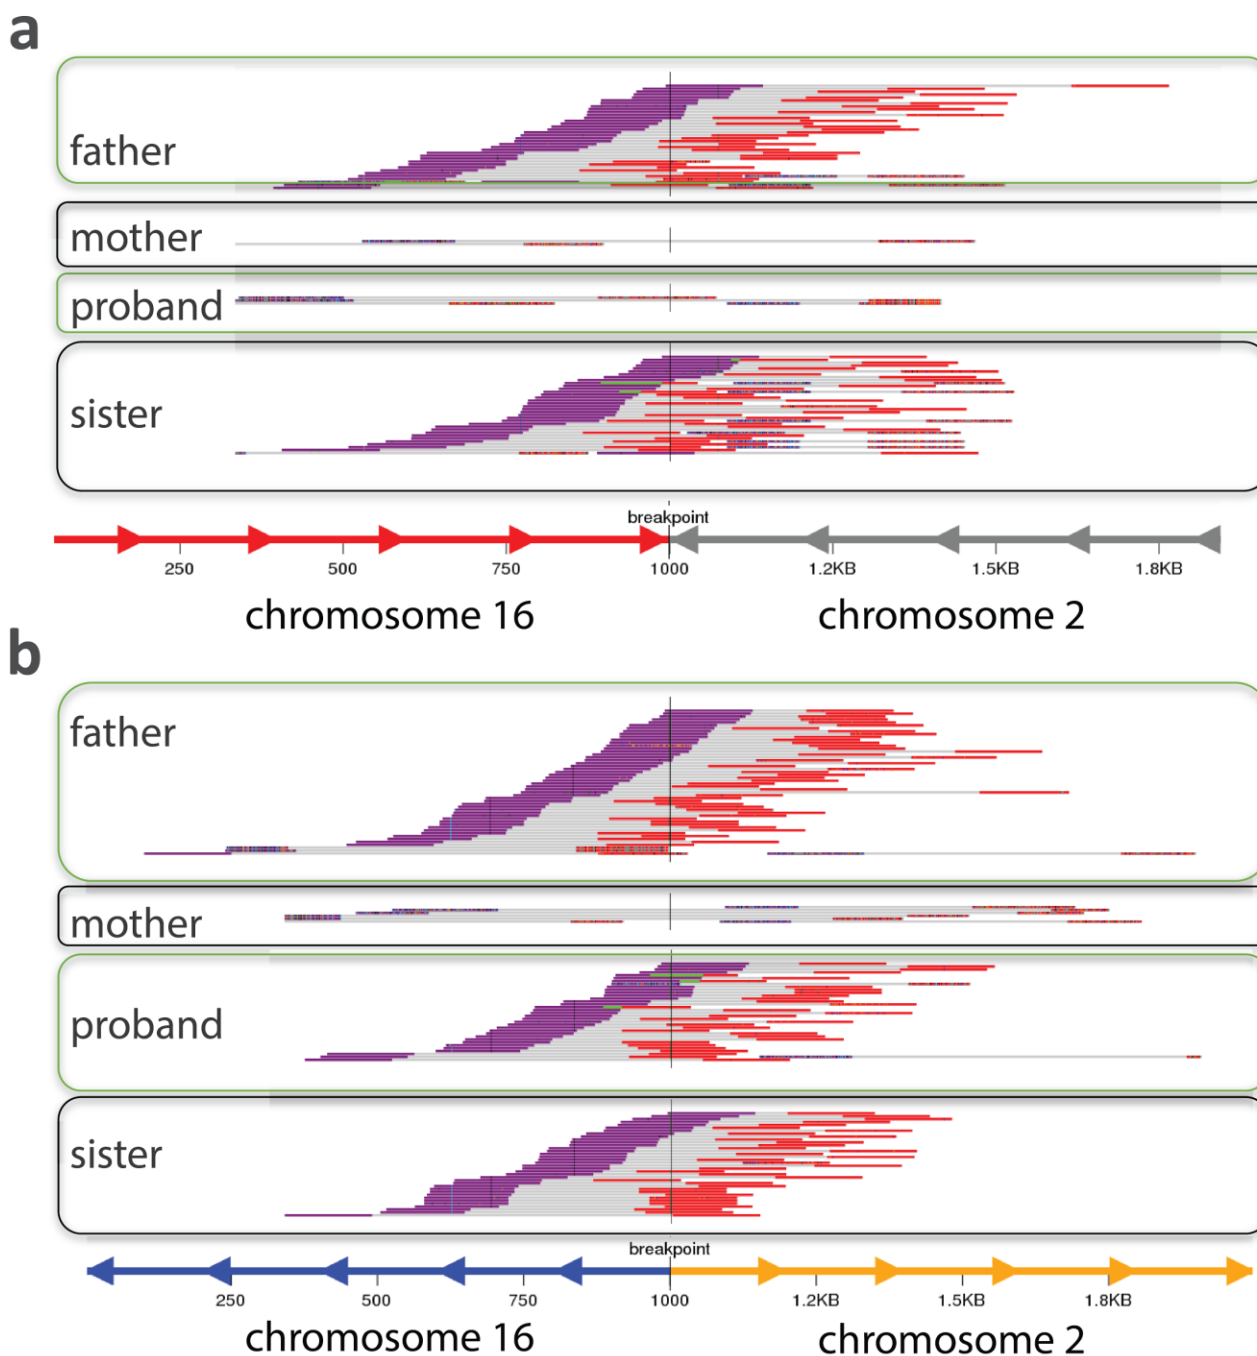 a
father
mother
proband
sister
breakpoint
250 500 750 1000 1.2KB 1.5KB 1.8KB
chromosome 16 chromosome 2
b
father
mother
proband
sister
breakpoint
250 500 750 1000 1.2KB 1.5KB 1.8KB
chromosome 16 chromosome 2